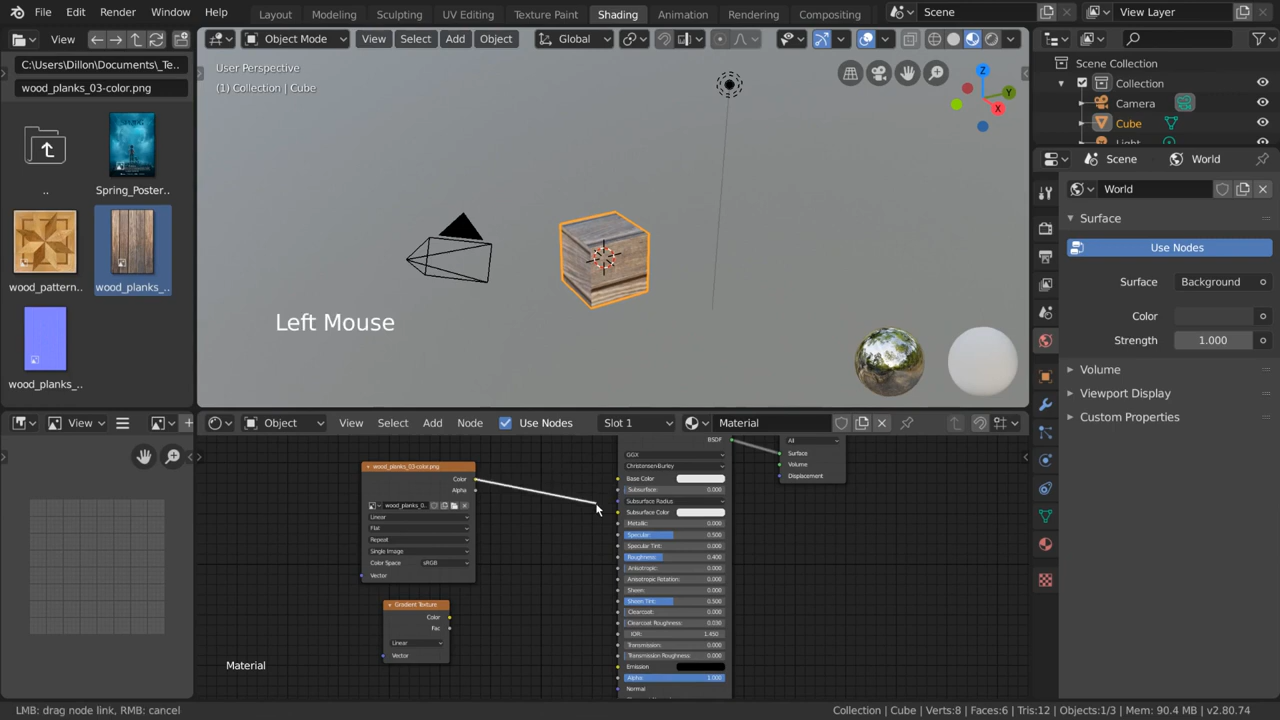 File Edit Render Window Help Layout Modeling Sculpting UV Editing Texture Paint Shading Animation Rendering Compositing Scene View Layer
View
C:\Users\Dillon\Documents\_Te..
wood_planks_03-color.png
..
Spring_Poster..
wood_pattern..
wood_planks_..
wood_planks_..
Object Mode View Select Add Object Global
User Perspective
(1) Collection | Cube
X
Y
Z
Left Mouse
Scene Collection
Collection
Camera
Cube
Light
Scene World
World
Surface
Use Nodes
Surface Background
Color
Strength 1.000
Volume
Viewport Display
Custom Properties
View
Object View Select Add Node Use Nodes Slot 1 Material
wood_planks_03-color.png
Color
Alpha
wood_planks_0..
Linear
Flat
Repeat
Single Image
Color Space sRGB
Vector
Gradient Texture
Color
Fac
Linear
Vector
BSDF
GGX
Christensen-Burley
Base Color
Subsurface: 0.000
Subsurface Radius
Subsurface Color
Metallic: 0.000
Specular: 0.500
Specular Tint: 0.000
Roughness: 0.400
Anisotropic: 0.000
Anisotropic Rotation: 0.000
Sheen: 0.000
Sheen Tint: 0.500
Clearcoat: 0.000
Clearcoat Roughness: 0.030
IOR: 1.450
Transmission: 0.000
Transmission Roughness: 0.000
Emission
Alpha: 1.000
Normal
All
Surface
Volume
Displacement
Material
LMB: drag node link, RMB: cancel
Collection | Cube | Verts:8 | Faces:6 | Tris:12 | Objects:1/3 | Mem: 90.4 MB | v2.80.74